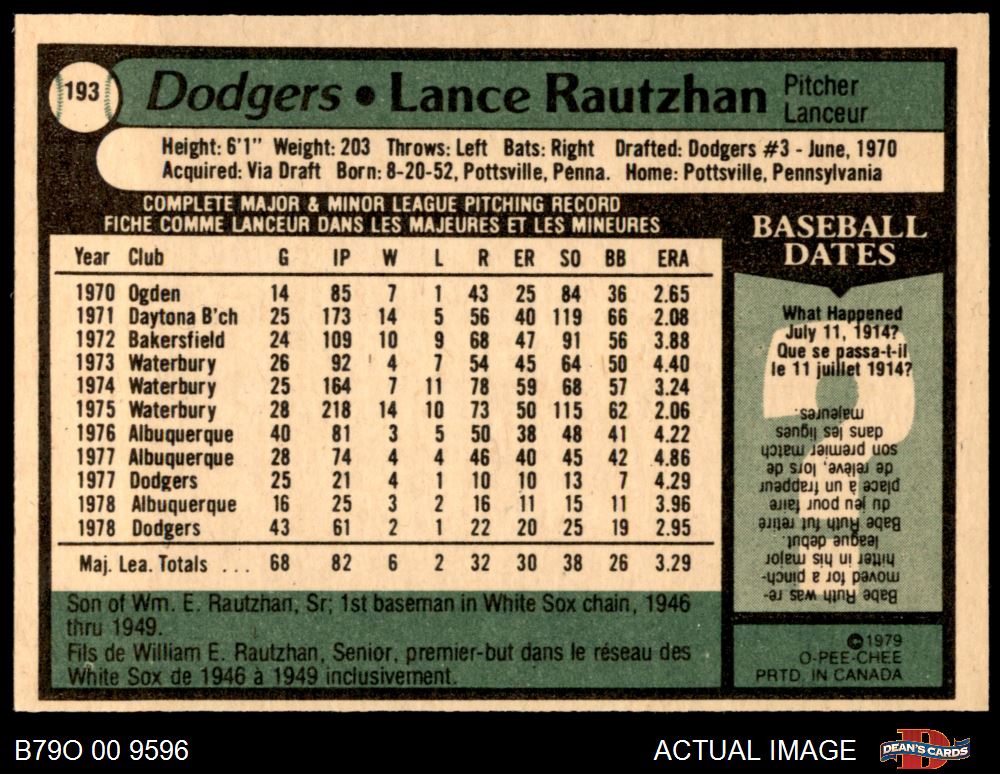 193 Dodgers • Lance Rautzhan Pitcher
Lanceur
Height: 6'1" Weight: 203 Throws: Left Bats: Right Drafted: Dodgers #3 - June, 1970
Acquired: Via Draft Born: 8-20-52, Pottsville, Penna. Home: Pottsville, Pennsylvania
COMPLETE MAJOR & MINOR LEAGUE PITCHING RECORD
FICHE COMME LANCEUR DANS LES MAJEURES ET LES MINEURES
Year Club G IP W L R ER SO BB ERA
1970 Ogden 14 85 7 1 43 25 84 36 2.65
1971 Daytona B'ch 25 173 14 5 56 40 119 66 2.08
1972 Bakersfield 24 109 10 9 68 47 91 56 3.88
1973 Waterbury 26 92 4 7 54 45 64 50 4.40
1974 Waterbury 25 164 7 11 78 59 68 57 3.24
1975 Waterbury 28 218 14 10 73 50 115 62 2.06
1976 Albuquerque 40 81 3 5 50 38 48 41 4.22
1977 Albuquerque 28 74 4 4 46 40 45 42 4.86
1977 Dodgers 25 21 4 1 10 10 13 7 4.29
1978 Albuquerque 16 25 3 2 16 11 15 11 3.96
1978 Dodgers 43 61 2 1 22 20 25 19 2.95
Maj. Lea. Totals ... 68 82 6 2 32 30 38 26 3.29
Son of Wm. E. Rautzhan, Sr; 1st baseman in White Sox chain, 1946
thru 1949.
Fils de William E. Rautzhan, Senior, premier-but dans le réseau des
White Sox de 1946 à 1949 inclusivement.
BASEBALL
DATES
What Happened
July 11, 1914?
Que se passa-t-il
le 11 juillet 1914?
Babe Ruth was re-
moved for a pinch-
hitter in his major
league debut.
Babe Ruth fut retiré
du jeu pour faire
place à un frappeur
de relève, lors de
son premier match
dans les ligues
majeures.
©1979
O-PEE-CHEE
PRTD. IN CANADA
B79O 00 9596
ACTUAL IMAGE
DEAN'S CARDS